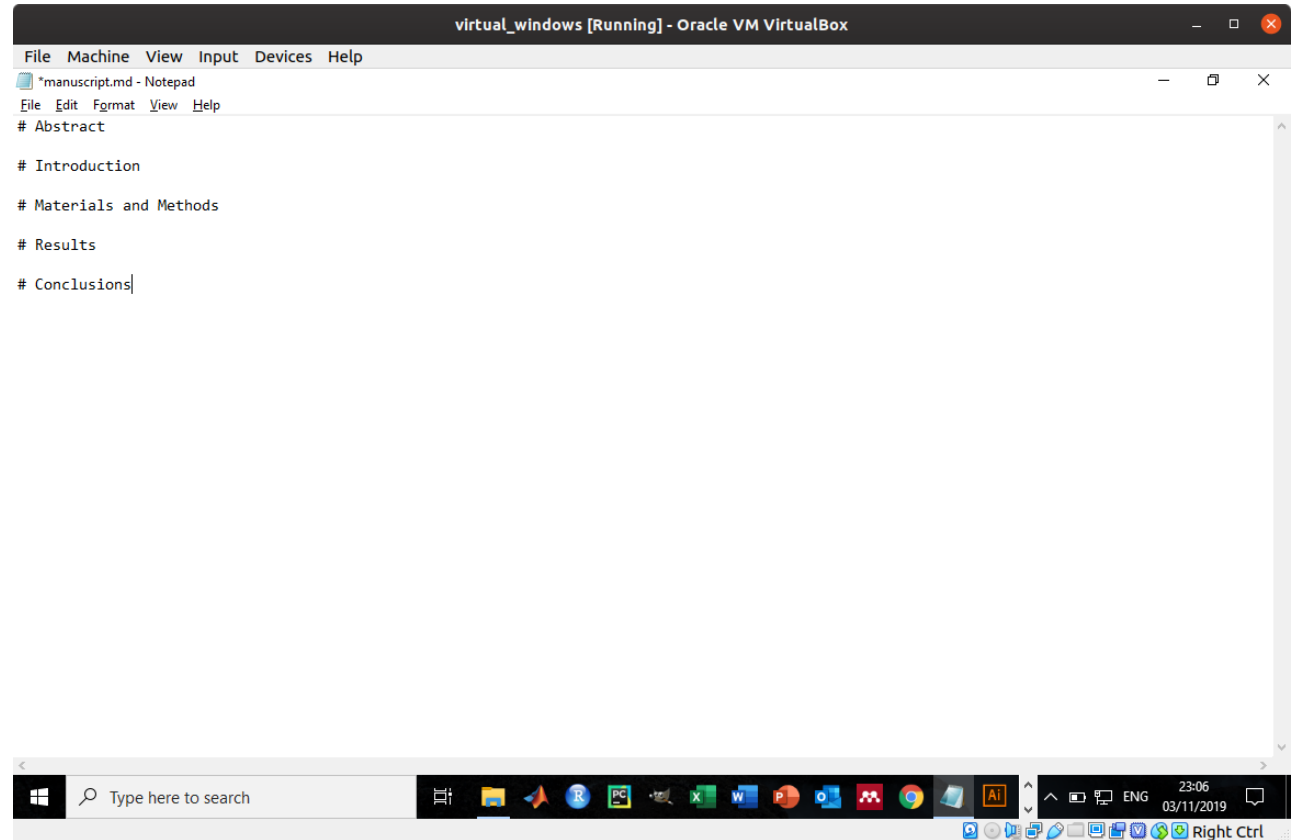 virtual_windows [Running] - Oracle VM VirtualBox
File Machine View Input Devices Help
*manuscript.md - Notepad
File Edit Format View Help
# Abstract
# Introduction
# Materials and Methods
# Results
# Conclusions
Type here to search
R
PC
X
W
P
O
Ai
ENG
23:06
03/11/2019
V
Right Ctrl